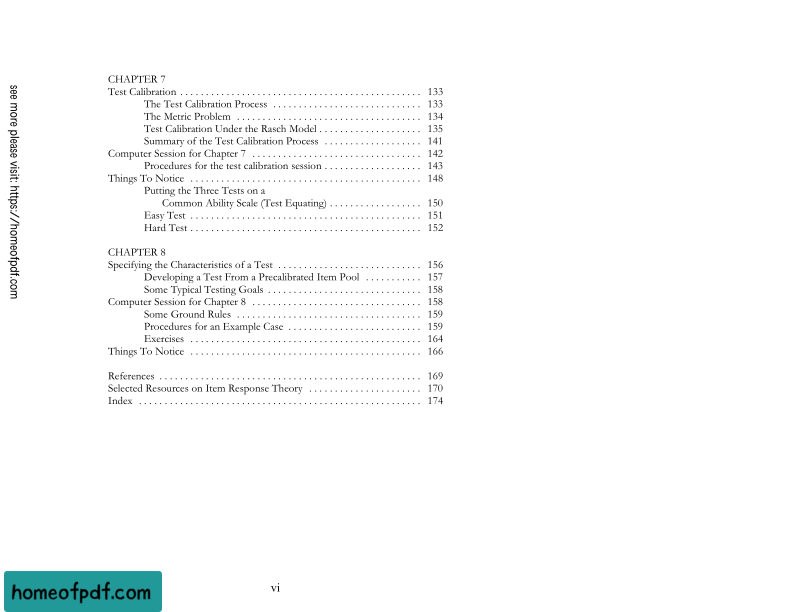 CHAPTER 7
Test Calibration . . . . . . . . . . . . . . . . . . . . . . . . . . . . . . . . . . . . . . . . . . . . . . . 133
The Test Calibration Process . . . . . . . . . . . . . . . . . . . . . . . . . . . . . 133
The Metric Problem . . . . . . . . . . . . . . . . . . . . . . . . . . . . . . . . . . . . 134
Test Calibration Under the Rasch Model . . . . . . . . . . . . . . . . . . . . 135
Summary of the Test Calibration Process . . . . . . . . . . . . . . . . . . . 141
Computer Session for Chapter 7 . . . . . . . . . . . . . . . . . . . . . . . . . . . . . . . . . 142
Procedures for the test calibration session . . . . . . . . . . . . . . . . . . . 143
Things To Notice . . . . . . . . . . . . . . . . . . . . . . . . . . . . . . . . . . . . . . . . . . . . . 148
Putting the Three Tests on a
Common Ability Scale (Test Equating) . . . . . . . . . . . . . . . . . . 150
Easy Test . . . . . . . . . . . . . . . . . . . . . . . . . . . . . . . . . . . . . . . . . . . . . 151
Hard Test . . . . . . . . . . . . . . . . . . . . . . . . . . . . . . . . . . . . . . . . . . . . . 152
CHAPTER 8
Specifying the Characteristics of a Test . . . . . . . . . . . . . . . . . . . . . . . . . . . . 156
Developing a Test From a Precalibrated Item Pool . . . . . . . . . . . 157
Some Typical Testing Goals . . . . . . . . . . . . . . . . . . . . . . . . . . . . . . 158
Computer Session for Chapter 8 . . . . . . . . . . . . . . . . . . . . . . . . . . . . . . . . . 158
Some Ground Rules . . . . . . . . . . . . . . . . . . . . . . . . . . . . . . . . . . . . 159
Procedures for an Example Case . . . . . . . . . . . . . . . . . . . . . . . . . . 159
Exercises . . . . . . . . . . . . . . . . . . . . . . . . . . . . . . . . . . . . . . . . . . . . . 164
Things To Notice . . . . . . . . . . . . . . . . . . . . . . . . . . . . . . . . . . . . . . . . . . . . . 166
References . . . . . . . . . . . . . . . . . . . . . . . . . . . . . . . . . . . . . . . . . . . . . . . . . . . 169
Selected Resources on Item Response Theory . . . . . . . . . . . . . . . . . . . . . . 170
Index . . . . . . . . . . . . . . . . . . . . . . . . . . . . . . . . . . . . . . . . . . . . . . . . . . . . . . . 174
vi
see more please visit: https://homeofpdf.com
homeofpdf.com